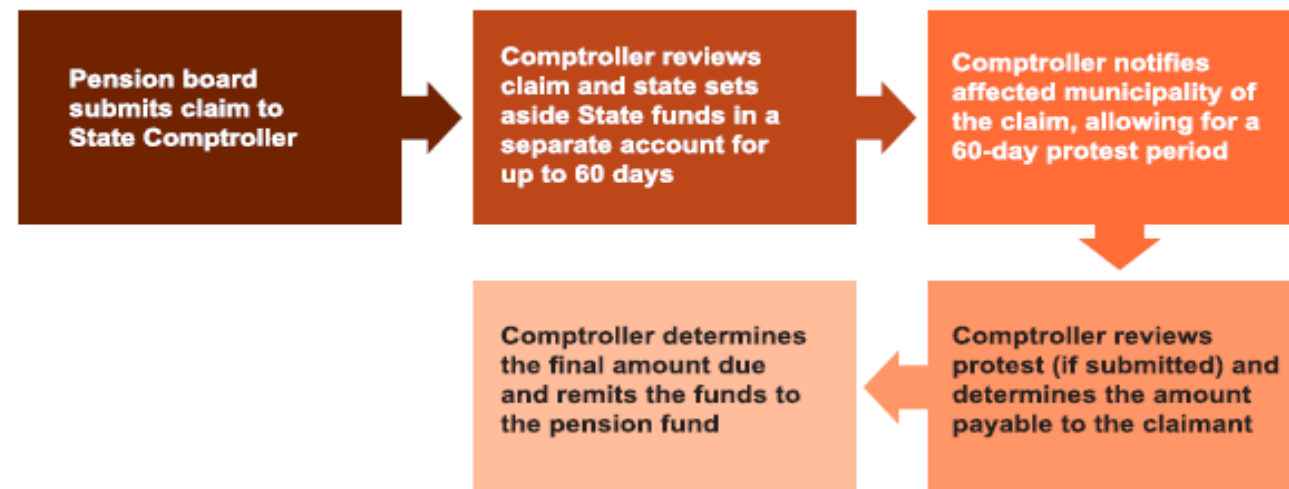 Pension board
submits claim to
State Comptroller
Comptroller reviews
claim and state sets
aside State funds in a
separate account for
up to 60 days
Comptroller notifies
affected municipality of
the claim, allowing for a
60-day protest period
Comptroller reviews
protest (if submitted) and
determines the amount
payable to the claimant
Comptroller determines
the final amount due
and remits the funds to
the pension fund